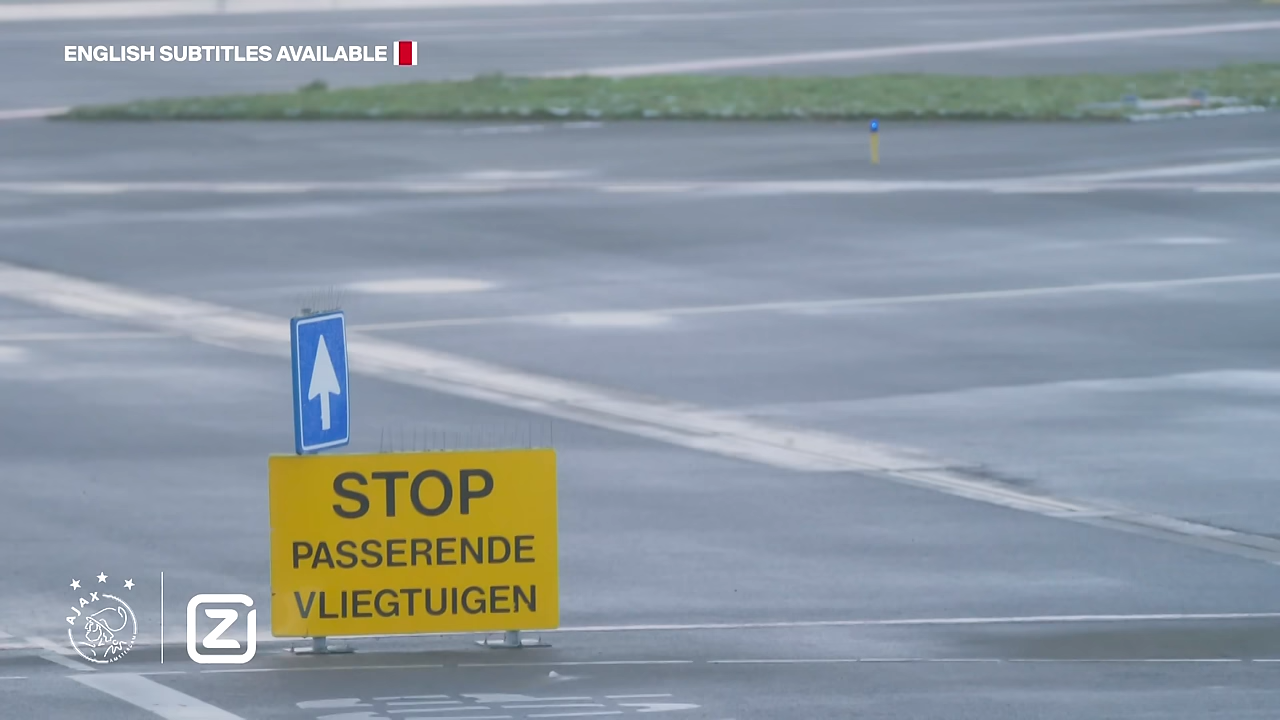 ENGLISH SUBTITLES AVAILABLE
STOP
PASSERENDE
VLIEGTUIGEN
AJAX
Z